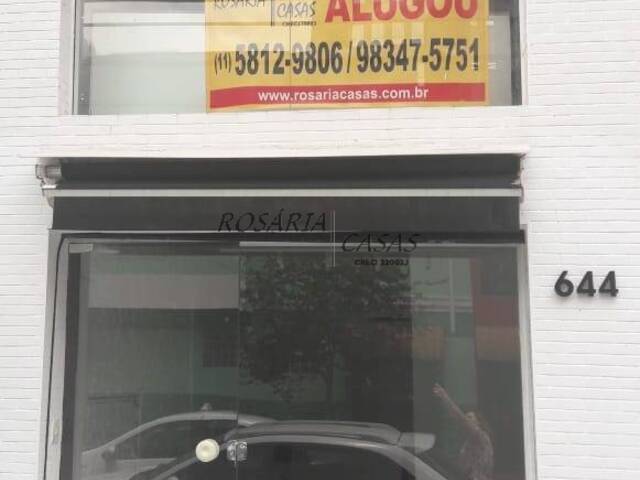 ROSÁRIA CASAS ALUGOU
(11) 5812-9806 / 98347-5751
www.rosariacasas.com.br
ROSÁRIA
CASAS
644